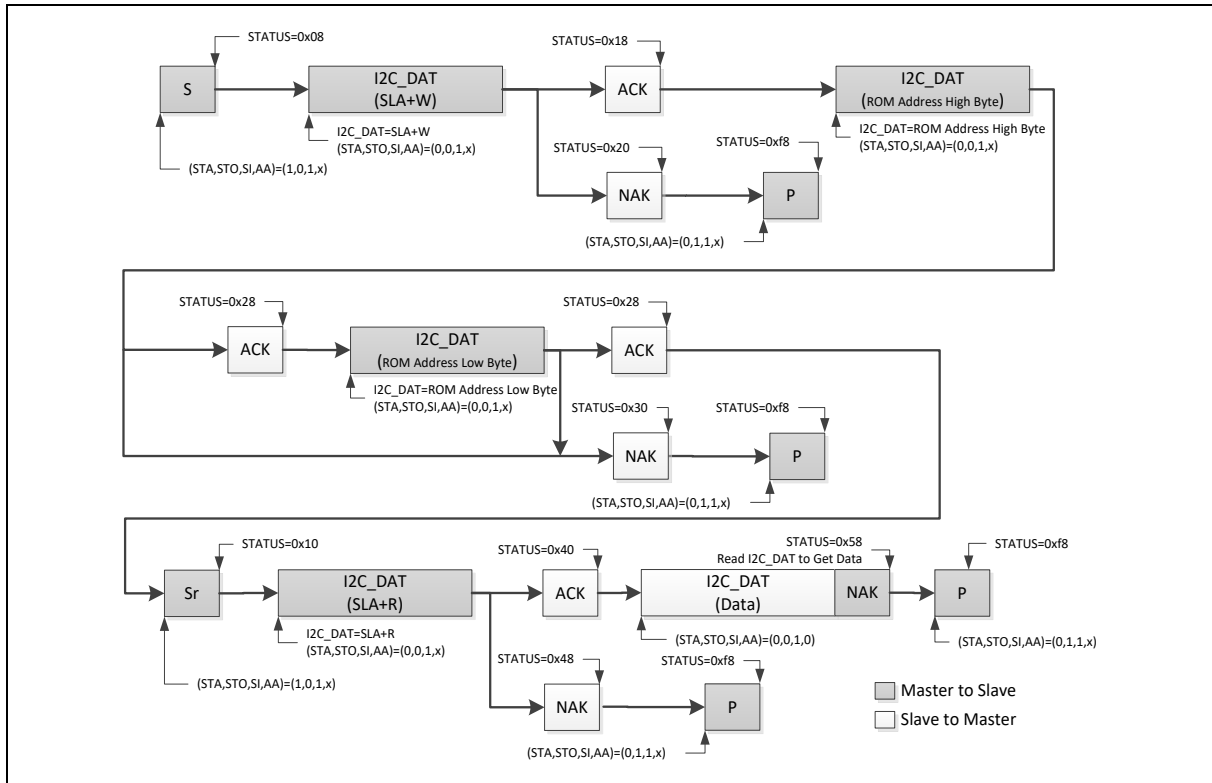 STATUS=0x08
STATUS=0x18
S
I2C_DAT
(SLA+W)
ACK
I2C_DAT
(ROM Address High Byte)
I2C_DAT=SLA+W
(STA,STO,SI,AA)=(0,0,1,x)
I2C_DAT=ROM Address High Byte
(STA,STO,SI,AA)=(0,0,1,x)
(STA,STO,SI,AA)=(1,0,1,x)
STATUS=0x20
STATUS=0xf8
NAK
P
(STA,STO,SI,AA)=(0,1,1,x)
STATUS=0x28
STATUS=0x28
ACK
I2C_DAT
(ROM Address Low Byte)
ACK
I2C_DAT=ROM Address Low Byte
(STA,STO,SI,AA)=(0,0,1,x)
STATUS=0x30
STATUS=0xf8
NAK
P
(STA,STO,SI,AA)=(0,1,1,x)
STATUS=0x10
STATUS=0x40
STATUS=0x58
Read I2C_DAT to Get Data
STATUS=0xf8
Sr
I2C_DAT
(SLA+R)
ACK
I2C_DAT
(Data)
NAK
P
I2C_DAT=SLA+R
(STA,STO,SI,AA)=(0,0,1,x)
(STA,STO,SI,AA)=(0,0,1,0)
(STA,STO,SI,AA)=(0,1,1,x)
(STA,STO,SI,AA)=(1,0,1,x)
STATUS=0x48
STATUS=0xf8
NAK
P
(STA,STO,SI,AA)=(0,1,1,x)
Master to Slave
Slave to Master